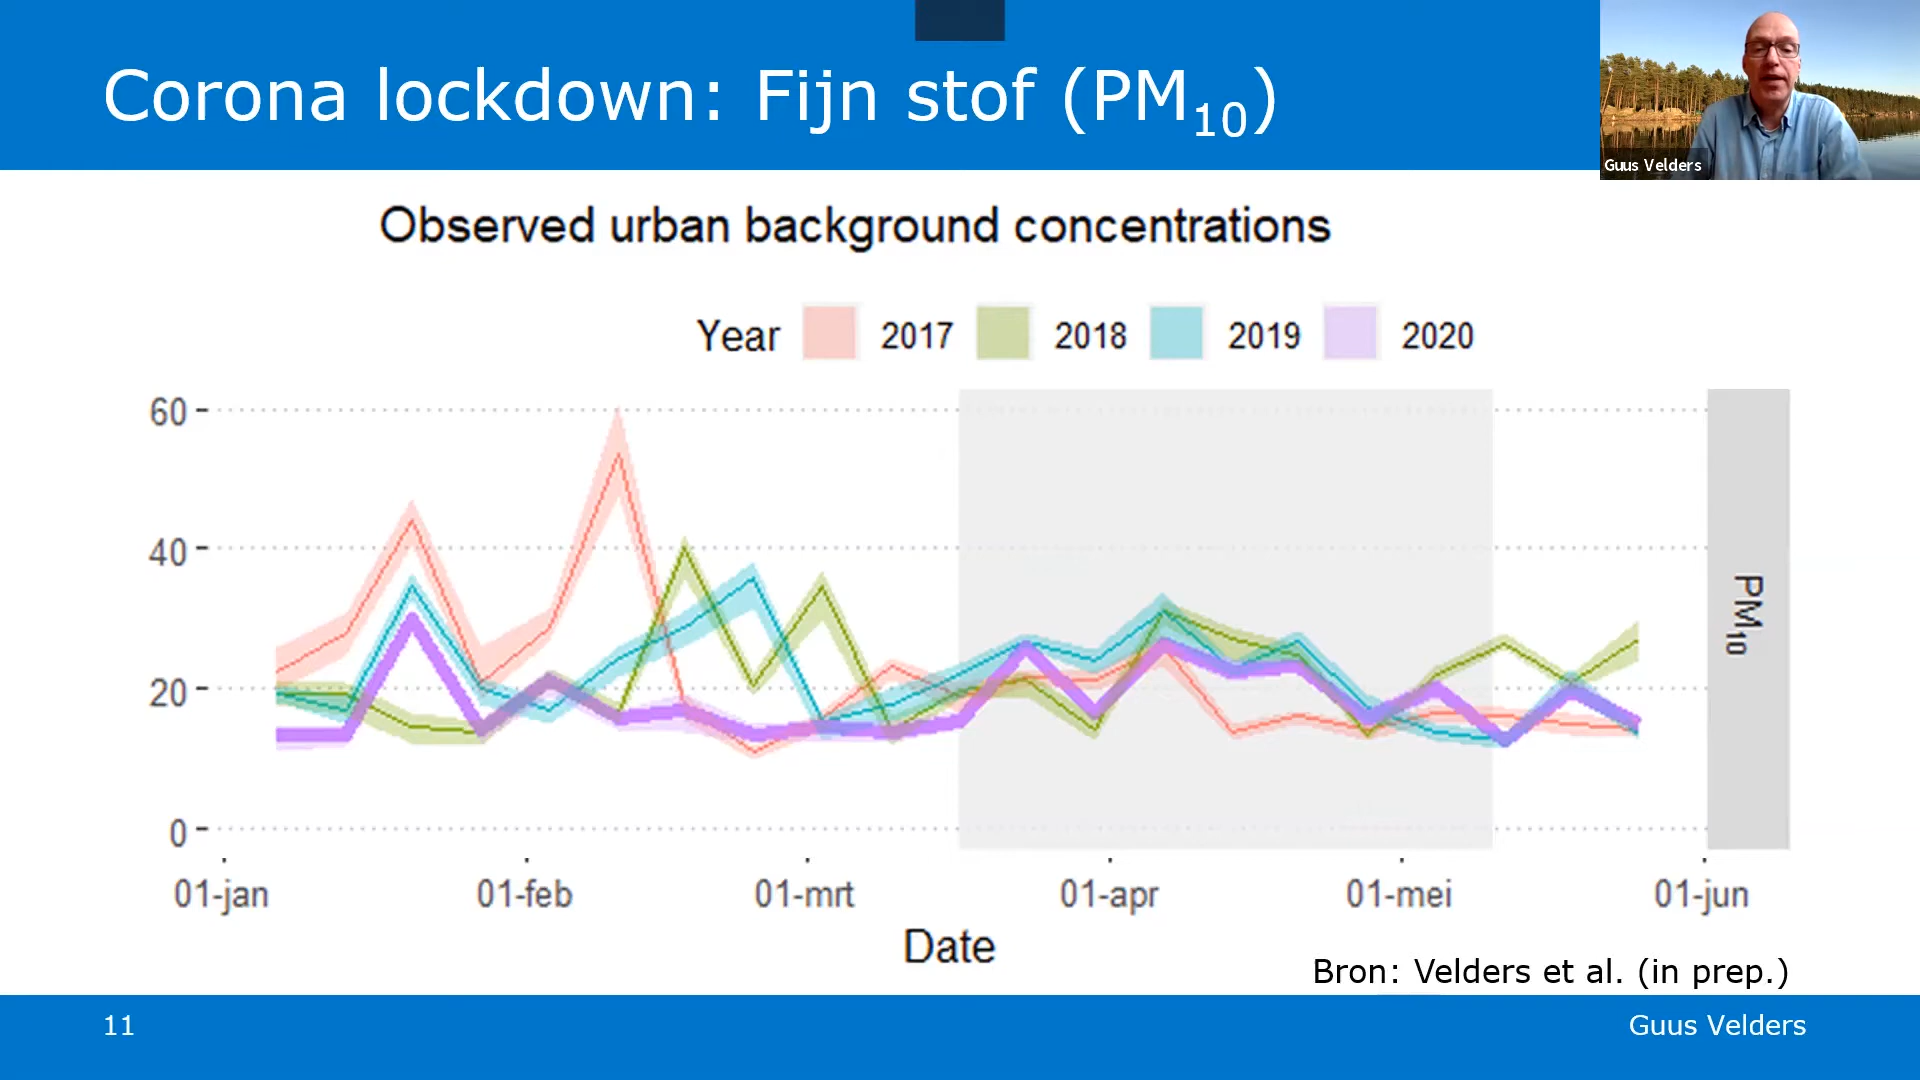 Corona lockdown: Fijn stof (PM₁₀)
Guus Velders
Observed urban background concentrations
Year 2017 2018 2019 2020
60
40
20
0
PM₁₀
01-jan 01-feb 01-mrt 01-apr 01-mei 01-jun
Date
Bron: Velders et al. (in prep.)
11 Guus Velders